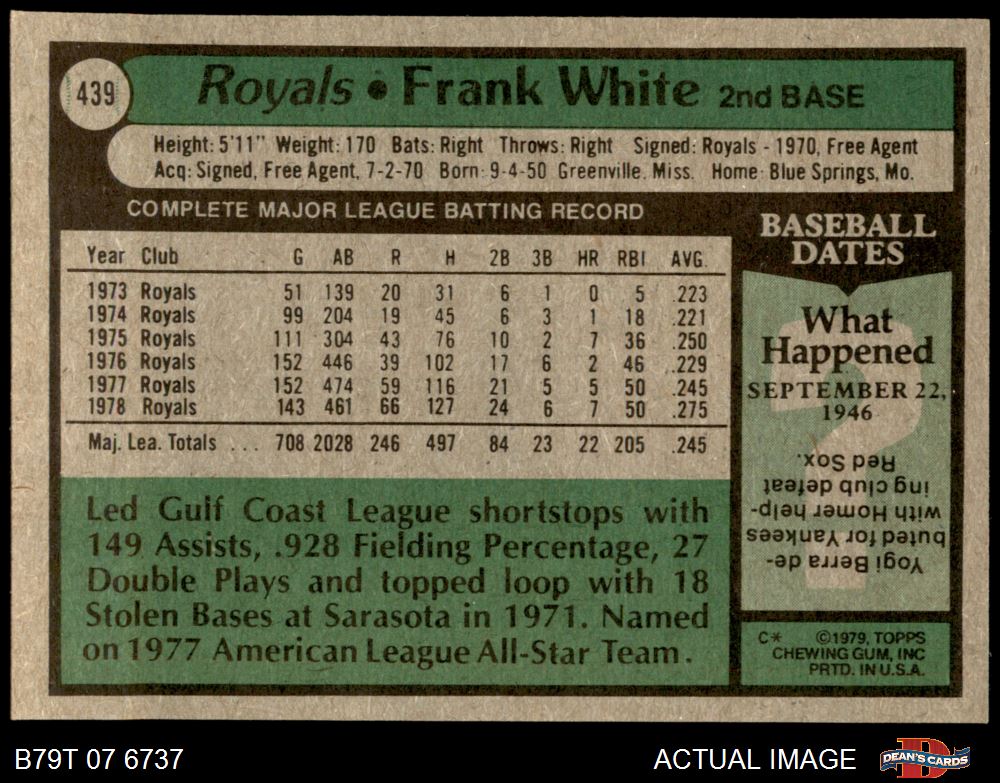 439
Royals • Frank White 2nd BASE
Height: 5'11" Weight: 170 Bats: Right Throws: Right Signed: Royals - 1970, Free Agent
Acq: Signed, Free Agent, 7-2-70 Born: 9-4-50 Greenville, Miss. Home: Blue Springs, Mo.
COMPLETE MAJOR LEAGUE BATTING RECORD
Year Club G AB R H 2B 3B HR RBI AVG.
1973 Royals 51 139 20 31 6 1 0 5 .223
1974 Royals 99 204 19 45 6 3 1 18 .221
1975 Royals 111 304 43 76 10 2 7 36 .250
1976 Royals 152 446 39 102 17 6 2 46 .229
1977 Royals 152 474 59 116 21 5 5 50 .245
1978 Royals 143 461 66 127 24 6 7 50 .275
Maj. Lea. Totals ... 708 2028 246 497 84 23 22 205 .245
Led Gulf Coast League shortstops with
149 Assists, .928 Fielding Percentage, 27
Double Plays and topped loop with 18
Stolen Bases at Sarasota in 1971. Named
on 1977 American League All-Star Team.
BASEBALL
DATES
What
Happened
SEPTEMBER 22,
1946
Yogi Berra de-
buted for Yankees
with Homer help-
ing club defeat
Red Sox.
C* ©1979, TOPPS
CHEWING GUM, INC
PRTD. IN U.S.A.
B79T 07 6737
ACTUAL IMAGE
DEAN'S CARDS